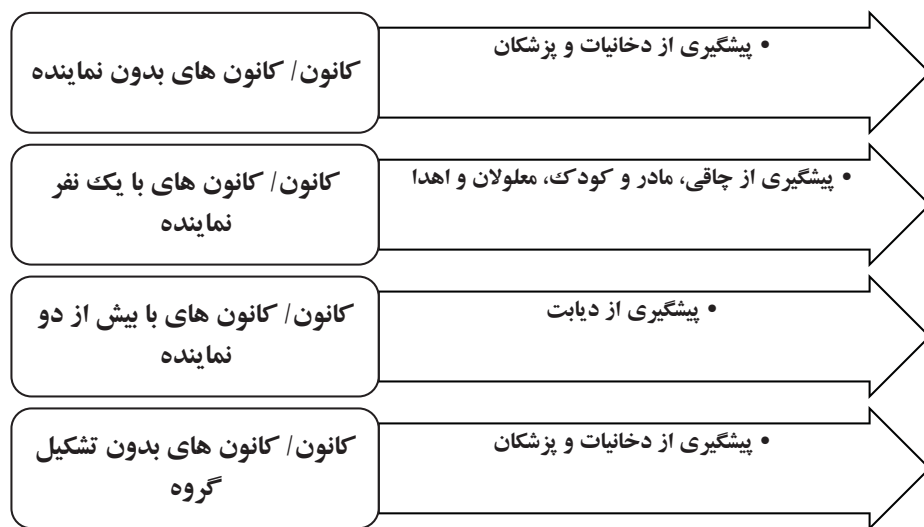 کانون/ کانون های بدون نماینده
• پیشگیری از دخانیات و پزشکان
کانون/ کانون های با یک نفر
نماینده
• پیشگیری از چاقی، مادر و کودک، معلولان و اهدا
کانون/ کانون های با بیش از دو
نماینده
• پیشگیری از دیابت
کانون/ کانون های بدون تشکیل
گروه
• پیشگیری از دخانیات و پزشکان